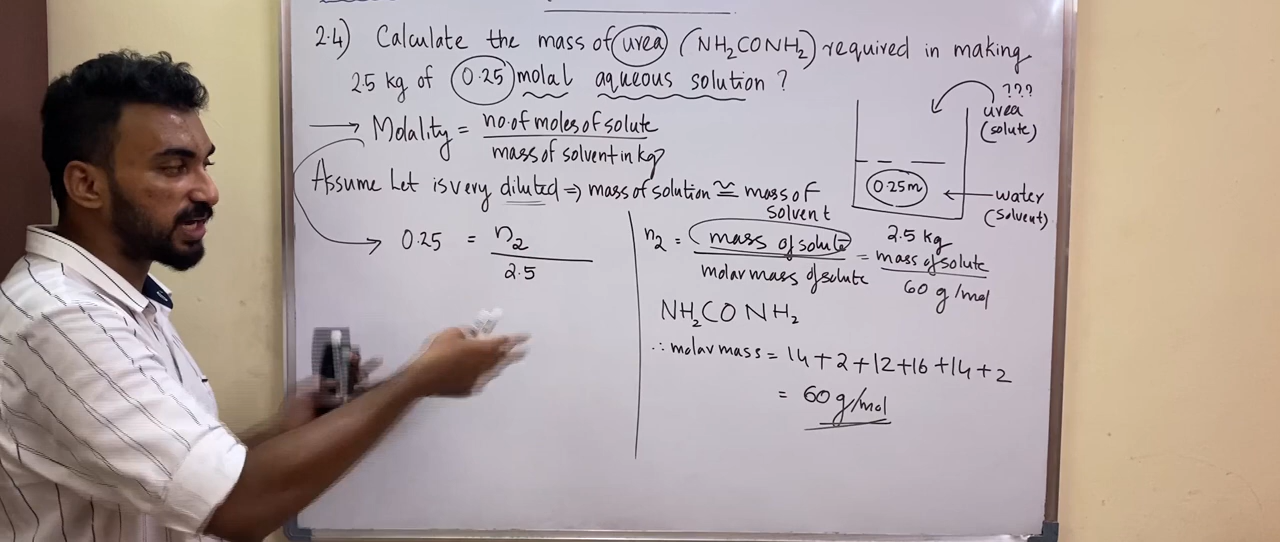 2.4) Calculate the mass of urea (NH₂CONH₂) required in making
2.5 kg of 0.25 molal aqueous solution ?
→ Molality = no. of moles of solute
mass of solvent in kg
Assume Let is very diluted ⇒ mass of solution ≅ mass of
solvent
???
urea
(solute)
0.25m
water
(solvent)
2.5 kg
0.25 = n₂
2.5
n₂ = mass of solute = mass of solute
molar mass of solute 60 g/mol
NH₂CO NH₂
∴ molar mass = 14+2+12+16+14+2
= 60 g/mol